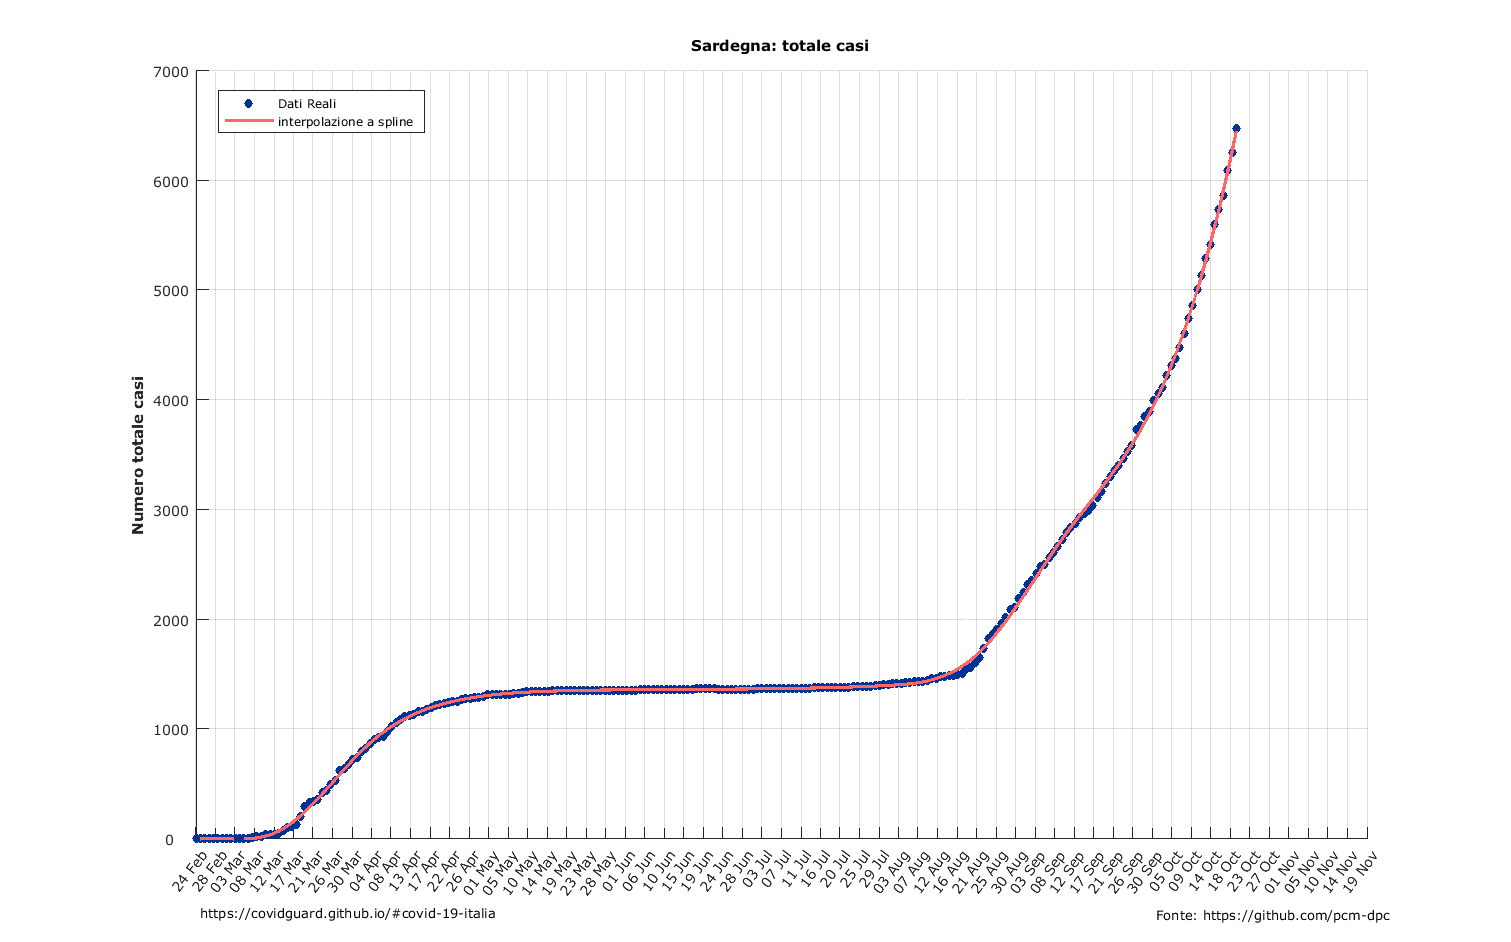 Sardegna: totale casi
Dati Reali
interpolazione a spline
Numero totale casi
7000
6000
5000
4000
3000
2000
1000
0
24 Feb
28 Feb
03 Mar
08 Mar
12 Mar
17 Mar
21 Mar
26 Mar
30 Mar
04 Apr
08 Apr
13 Apr
17 Apr
22 Apr
26 Apr
01 May
05 May
10 May
14 May
19 May
23 May
28 May
01 Jun
06 Jun
10 Jun
15 Jun
19 Jun
24 Jun
28 Jun
03 Jul
07 Jul
11 Jul
16 Jul
20 Jul
25 Jul
29 Jul
03 Aug
07 Aug
12 Aug
16 Aug
21 Aug
25 Aug
30 Aug
03 Sep
08 Sep
12 Sep
17 Sep
21 Sep
26 Sep
30 Sep
05 Oct
09 Oct
14 Oct
18 Oct
23 Oct
27 Oct
01 Nov
05 Nov
10 Nov
14 Nov
19 Nov
https://covidguard.github.io/#covid-19-italia
Fonte: https://github.com/pcm-dpc